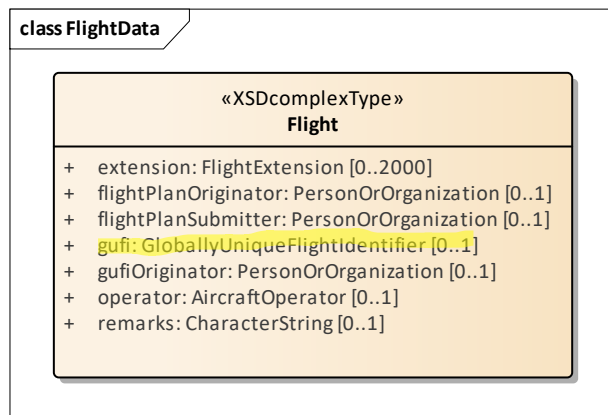 class FlightData
«XSDcomplexType»
Flight
+ extension: FlightExtension [0..2000]
+ flightPlanOriginator: PersonOrOrganization [0..1]
+ flightPlanSubmitter: PersonOrOrganization [0..1]
+ gufi: GloballyUniqueFlightIdentifier [0..1]
+ gufiOriginator: PersonOrOrganization [0..1]
+ operator: AircraftOperator [0..1]
+ remarks: CharacterString [0..1]